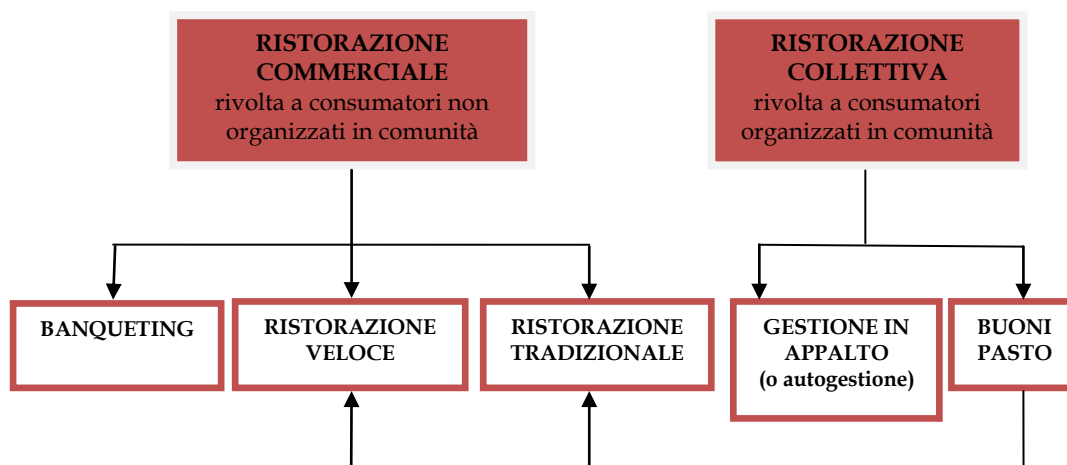 RISTORAZIONE
COMMERCIALE
rivolta a consumatori non
organizzati in comunità
RISTORAZIONE
COLLETTIVA
rivolta a consumatori
organizzati in comunità
BANQUETING
RISTORAZIONE
VELOCE
RISTORAZIONE
TRADIZIONALE
GESTIONE IN
APPALTO
(o autogestione)
BUONI
PASTO